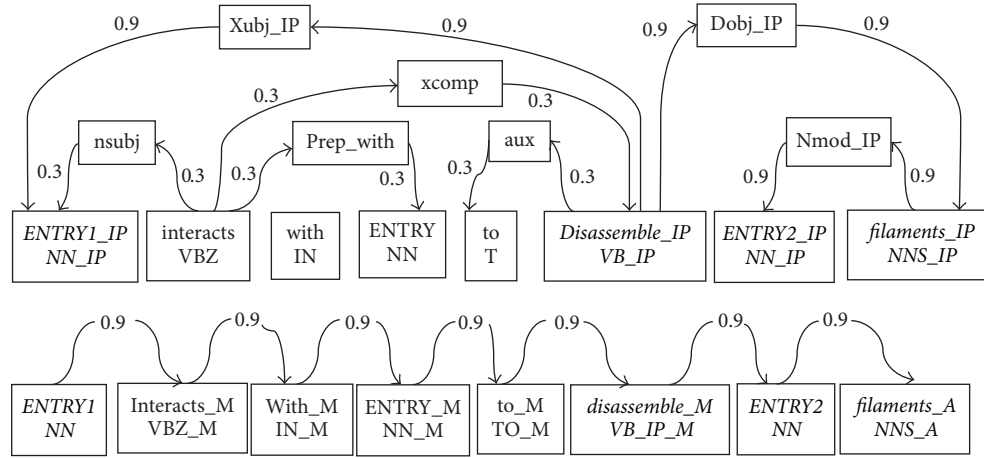 0.9 Xubj_IP 0.9 0.9 Dobj_IP 0.9
xcomp
0.3 0.3
nsubj Prep_with aux Nmod_IP
0.3 0.3 0.3 0.3 0.3 0.3 0.9 0.9
ENTRY1_IP interacts with ENTRY to Disassemble_IP ENTRY2_IP filaments_IP
NN_IP VBZ IN NN T VB_IP NN_IP NNS_IP
0.9 0.9 0.9 0.9 0.9 0.9 0.9
ENTRY1 Interacts_M With_M ENTRY_M to_M disassemble_M ENTRY2 filaments_A
NN VBZ_M IN_M NN_M TO_M VB_IP_M NN NNS_A